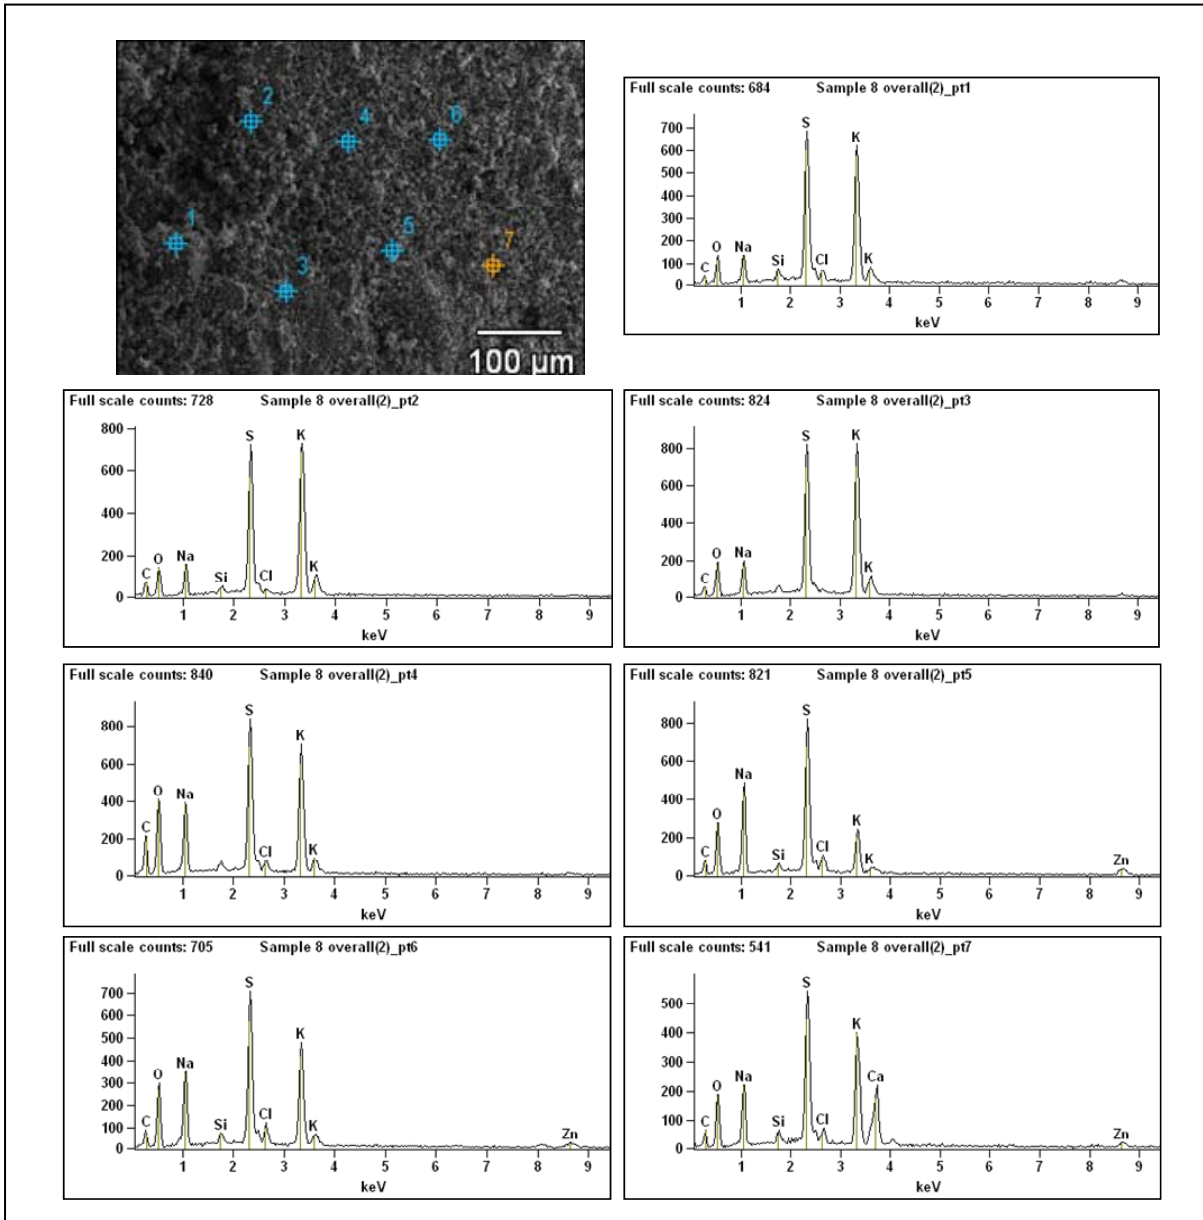 2
4
6
1
5
7
3
100 µm
Full scale counts: 684 Sample 8 overall(2)_pt1
S
700
K
600
500
400
300
200
O Na
100
C Si Cl K
0
1 2 3 4 5 6 7 8 9
keV
Full scale counts: 728 Sample 8 overall(2)_pt2
800
S K
600
400
200
C O Na Si Cl K
0
1 2 3 4 5 6 7 8 9
keV
Full scale counts: 824 Sample 8 overall(2)_pt3
S K
800
600
400
200
C O Na K
0
1 2 3 4 5 6 7 8 9
keV
Full scale counts: 840 Sample 8 overall(2)_pt4
S
800
K
600
400
O Na
200
C Cl K
0
1 2 3 4 5 6 7 8 9
keV
Full scale counts: 821 Sample 8 overall(2)_pt5
S
800
600
Na
400
O K
200
C Si Cl K Zn
0
1 2 3 4 5 6 7 8 9
keV
Full scale counts: 705 Sample 8 overall(2)_pt6
S
700
600
500
K
400
Na
300
O
200
100
C Si Cl K Zn
0
1 2 3 4 5 6 7 8 9
keV
Full scale counts: 541 Sample 8 overall(2)_pt7
S
500
400
K
300
200
O Na Ca
100
C Si Cl Zn
0
1 2 3 4 5 6 7 8 9
keV